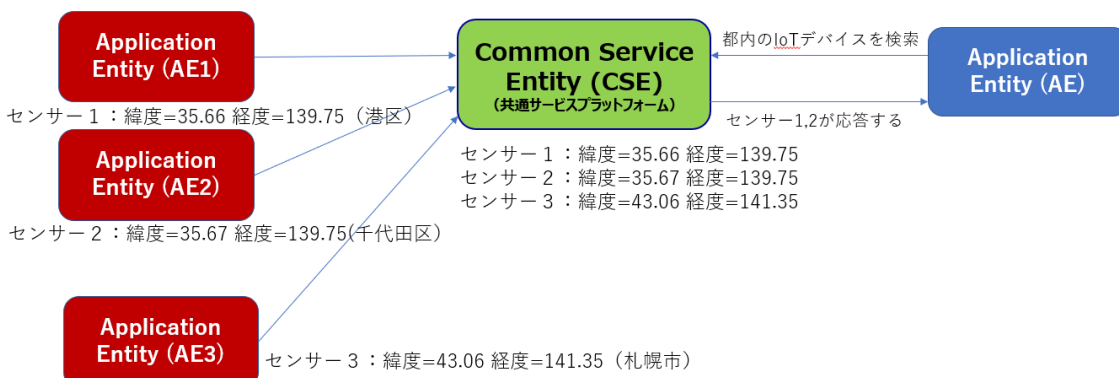 Application
Entity (AE1)
センサー１：緯度=35.66 経度=139.75（港区）
Application
Entity (AE2)
センサー２：緯度=35.67 経度=139.75(千代田区）
Application
Entity (AE3)
センサー３：緯度=43.06 経度=141.35（札幌市）
Common Service
Entity (CSE)
（共通サービスプラットフォーム）
センサー１：緯度=35.66 経度=139.75
センサー２：緯度=35.67 経度=139.75
センサー３：緯度=43.06 経度=141.35
都内のIoTデバイスを検索
センサー1,2が応答する
Application
Entity (AE)